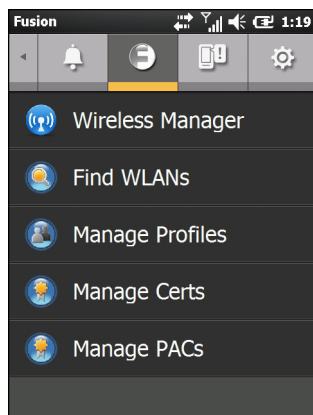 Fusion 1:19
Wireless Manager
Find WLANs
Manage Profiles
Manage Certs
Manage PACs